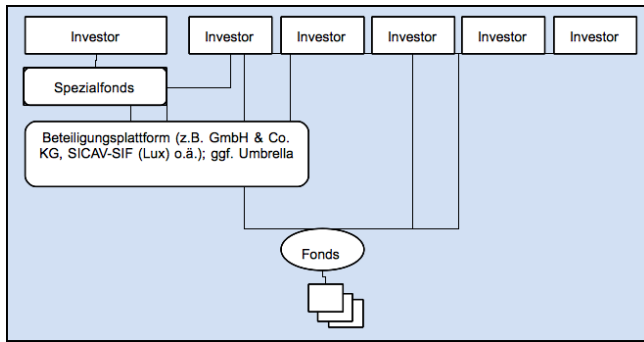 Investor
Investor
Investor
Investor
Investor
Investor
Spezialfonds
Beteiligungsplattform (z.B. GmbH & Co.
KG, SICAV-SIF (Lux) o.ä.); ggf. Umbrella
Fonds